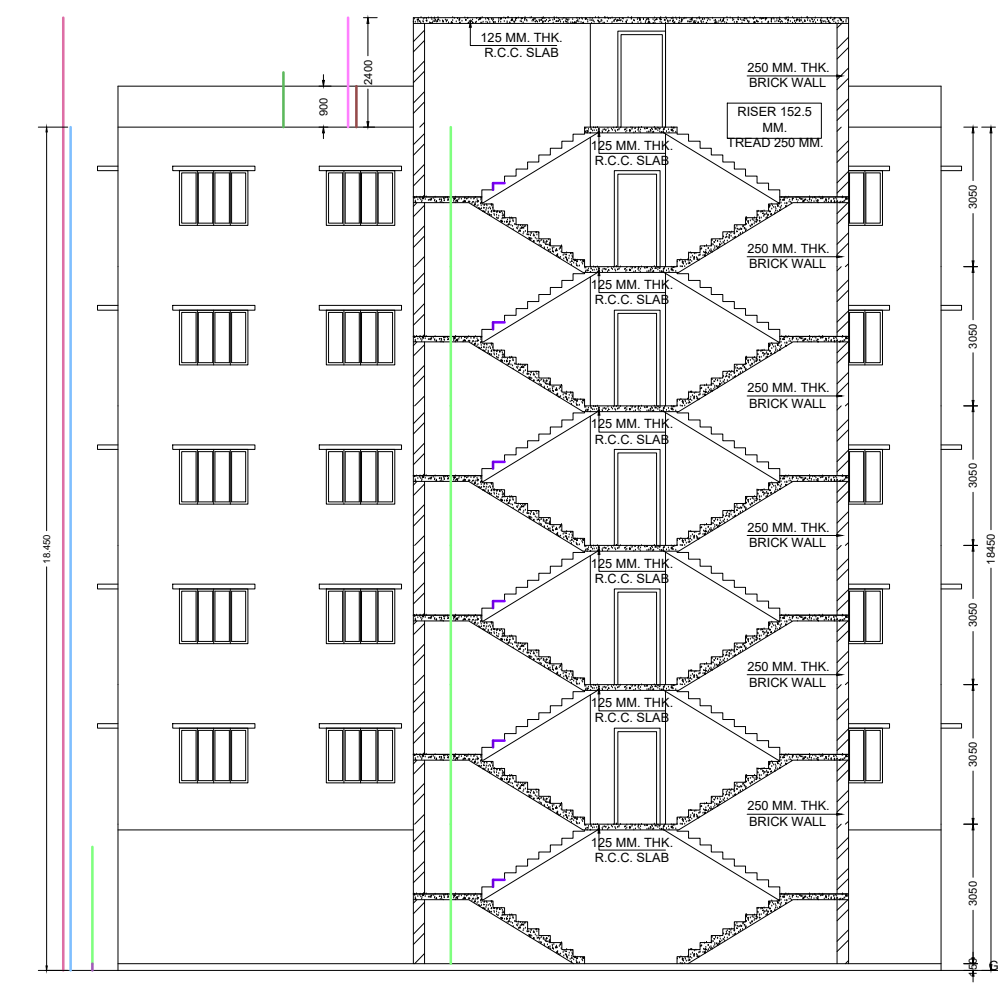 125 MM. THK.
R.C.C. SLAB
2400
900
250 MM. THK.
BRICK WALL
RISER 152.5
MM.
TREAD 250 MM.
125 MM. THK.
R.C.C. SLAB
3050
250 MM. THK.
BRICK WALL
125 MM. THK.
R.C.C. SLAB
3050
250 MM. THK.
BRICK WALL
125 MM. THK.
R.C.C. SLAB
3050
250 MM. THK.
BRICK WALL
18.450
18450
125 MM. THK.
R.C.C. SLAB
3050
250 MM. THK.
BRICK WALL
125 MM. THK.
R.C.C. SLAB
3050
250 MM. THK.
BRICK WALL
125 MM. THK.
R.C.C. SLAB
3050